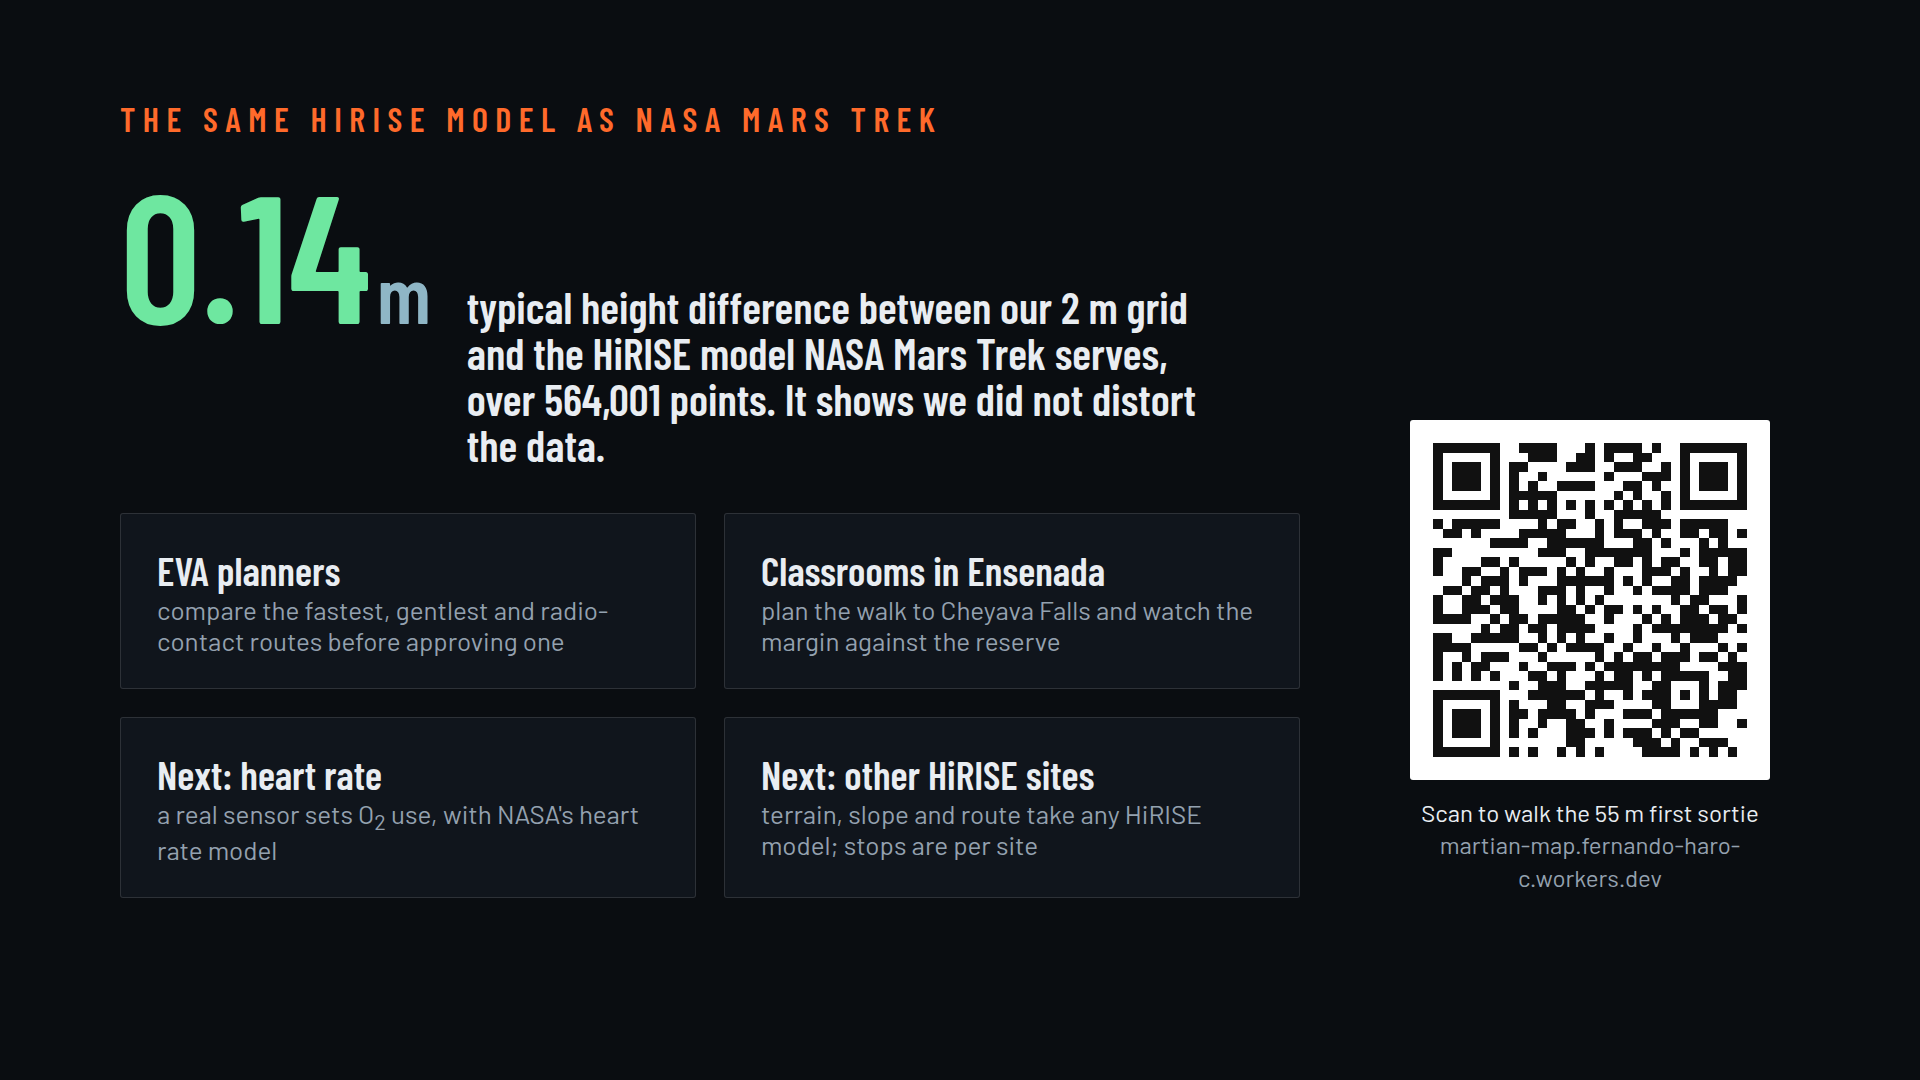 THE SAME HIRISE MODEL AS NASA MARS TREK
0.14 m
typical height difference between our 2 m grid
and the HiRISE model NASA Mars Trek serves,
over 564,001 points. It shows we did not distort
the data.
EVA planners
compare the fastest, gentlest and radio-
contact routes before approving one
Classrooms in Ensenada
plan the walk to Cheyava Falls and watch the
margin against the reserve
Next: heart rate
a real sensor sets O₂ use, with NASA's heart
rate model
Next: other HiRISE sites
terrain, slope and route take any HiRISE
model; stops are per site
Scan to walk the 55 m first sortie
martian-map.fernando-haro-
c.workers.dev